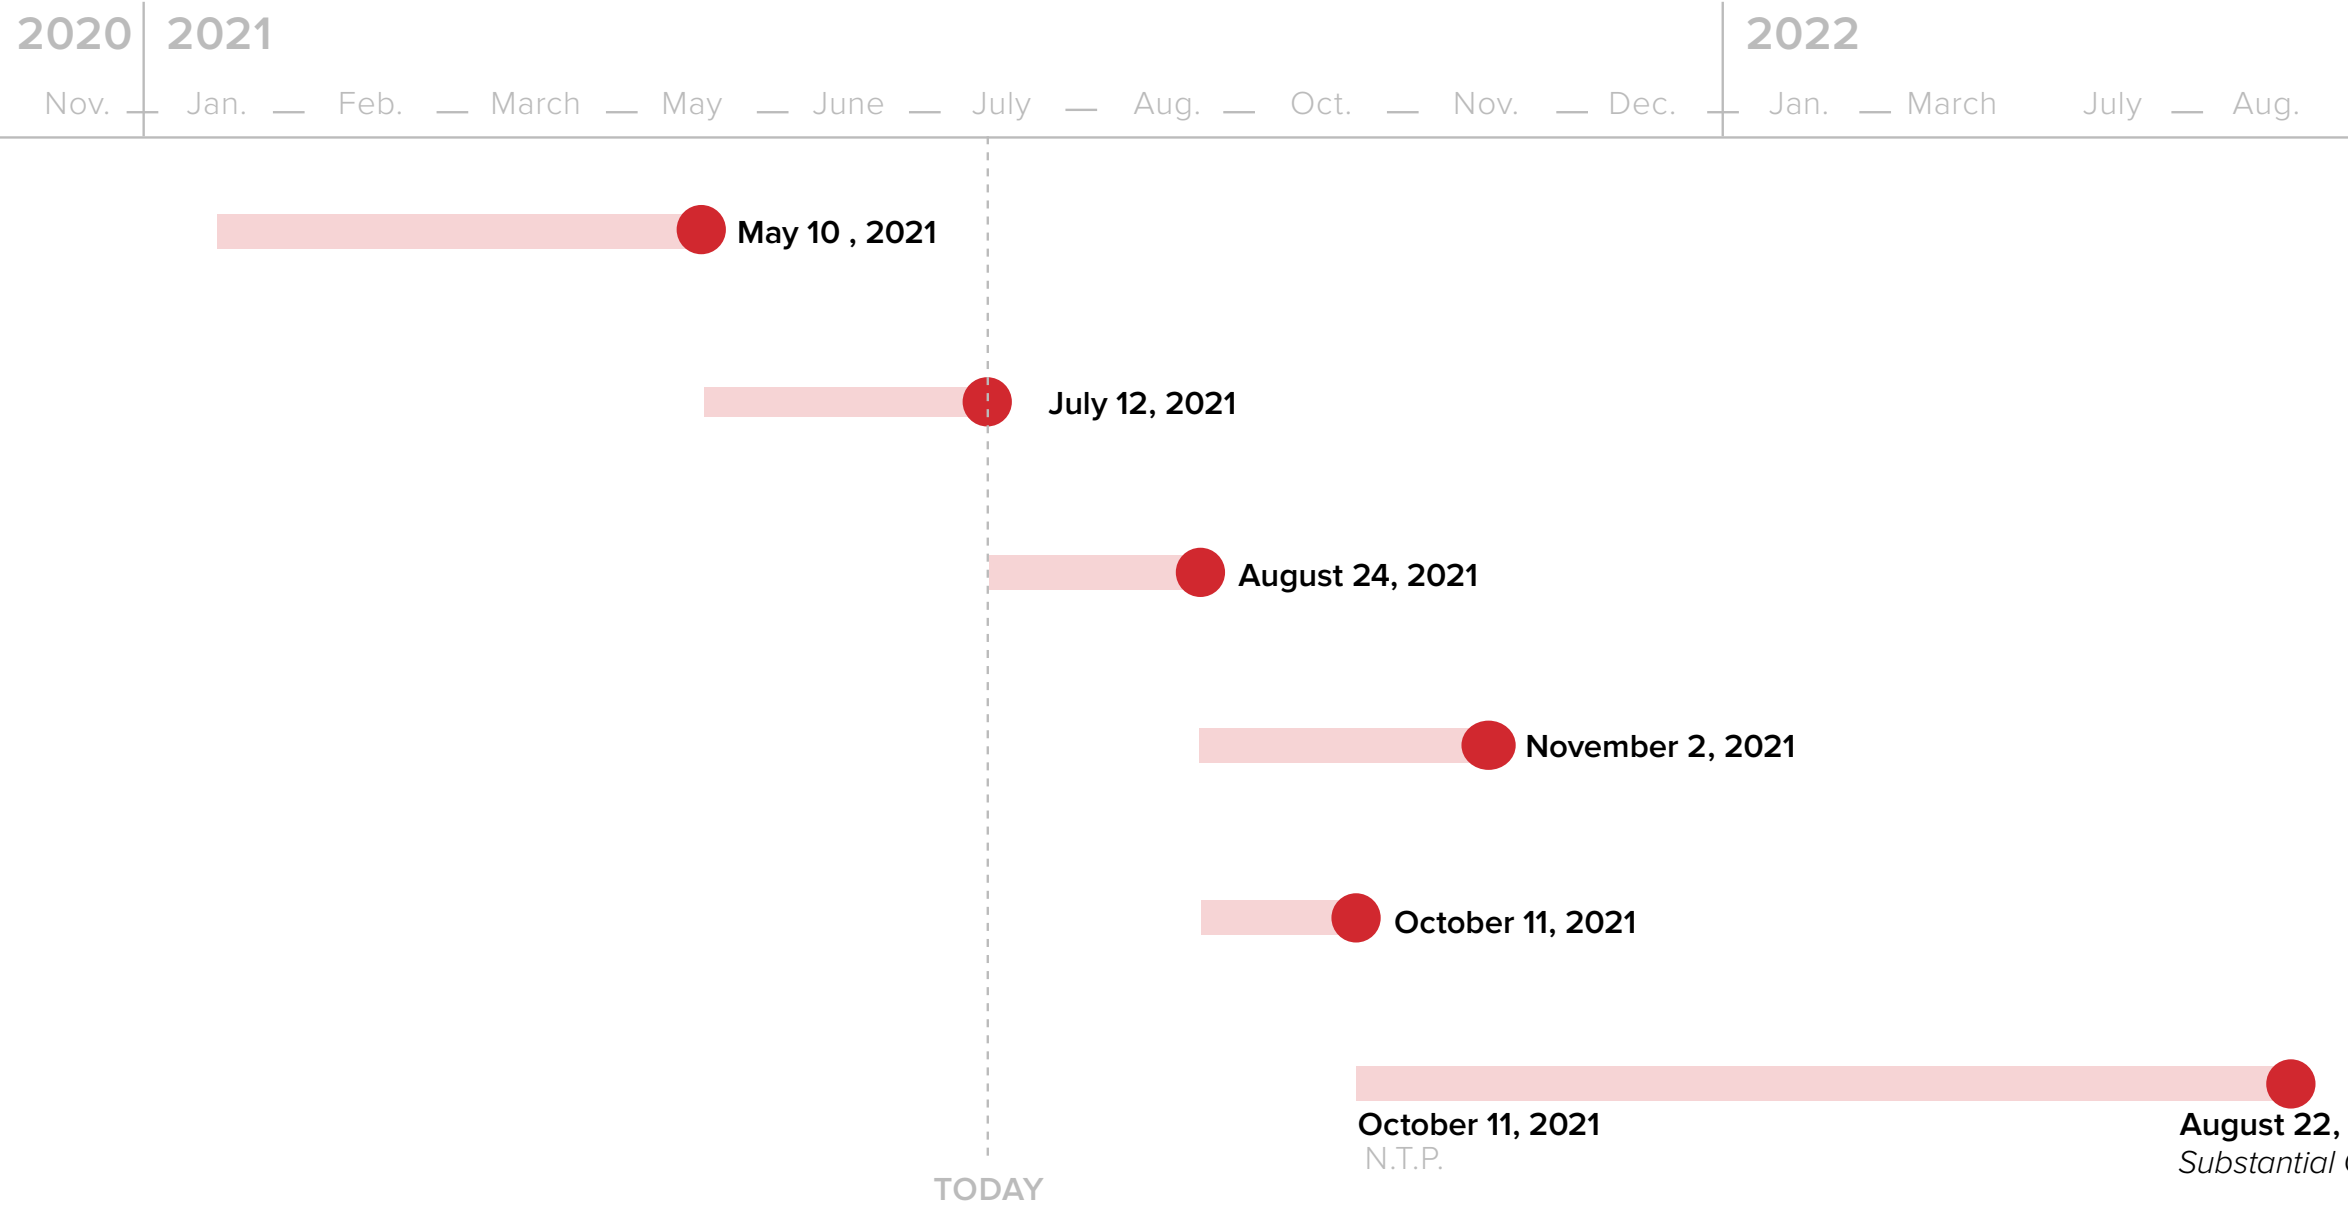 2020 2021 2022
Nov. — Jan. — Feb. — March — May — June — July — Aug. — Oct. — Nov. — Dec. — Jan. — March July — Aug.
May 10 , 2021
July 12, 2021
August 24, 2021
November 2, 2021
October 11, 2021
October 11, 2021 August 22,
N.T.P. Substantial
TODAY